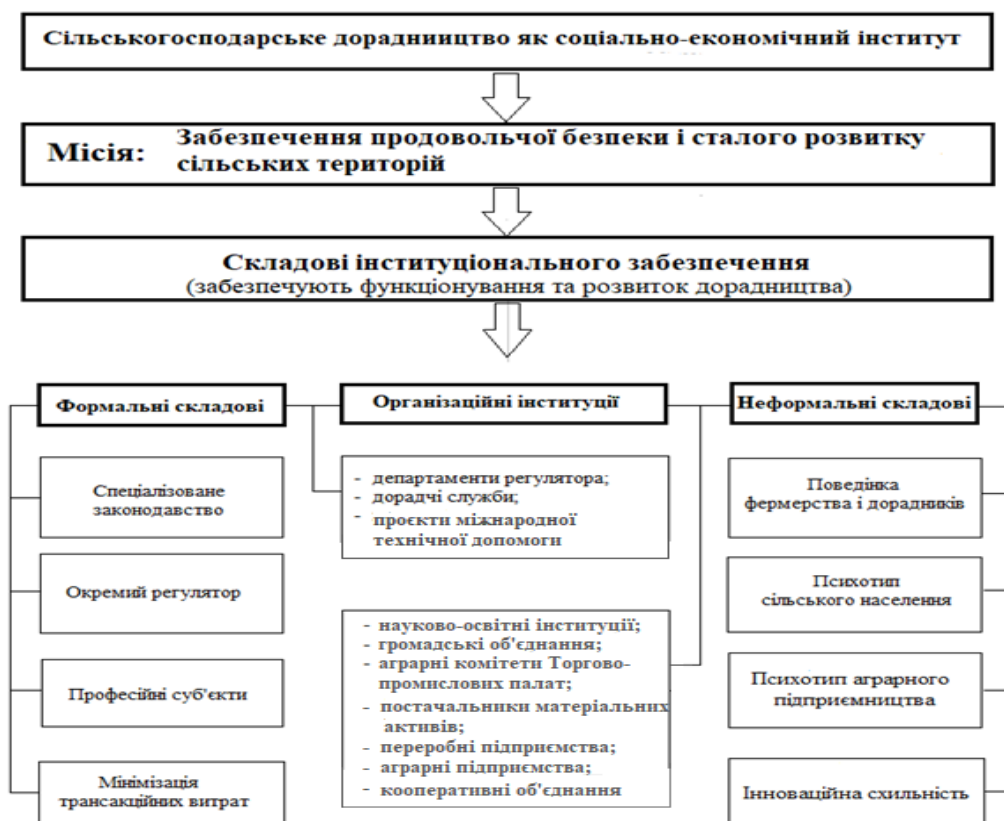 Сільськогосподарське дорадниицтво як соціально-економічний інститут
Місія:
Забезпечення продовольчої безпеки і сталого розвитку
сільських територій
Складові інституціонального забезпечення
(забезпечують функціонування та розвиток дорадництва)
Формальні складові
Спеціалізоване
законодавство
Окремий регулятор
Професійні суб'єкти
Мінімізація
трансакційних витрат
Організаційні інституції
- департаменти регулятора;
- дорадчі служби;
- проєкти міжнародної
технічної допомоги
- науково-освітні інституції;
- громадські об'єднання;
- аграрні комітети Торгово-
промислових палат;
- постачальники матеріальних
активів;
- переробні підприємства;
- аграрні підприємства;
- кооперативні об'єднання
Неформальні складові
Поведінка
фермерства і дорадників
Психотип
сільського населення
Психотип аграрного
підприємництва
Інноваційна схильність